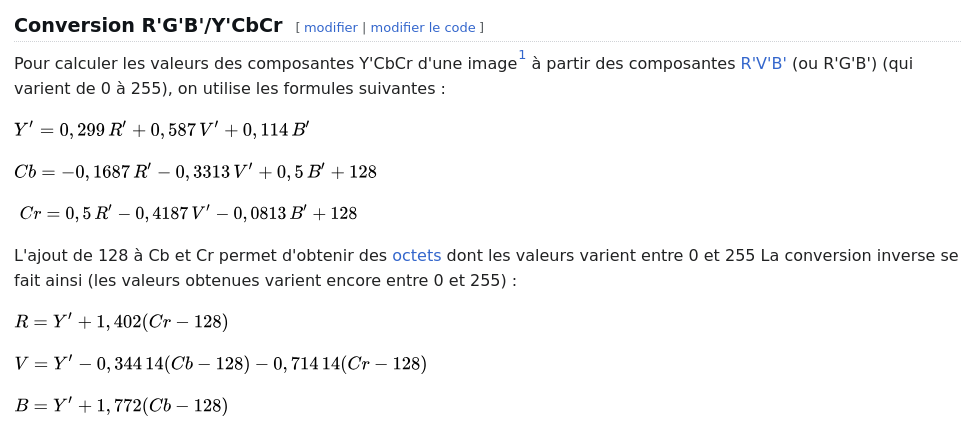 Conversion R'G'B'/Y'CbCr [ modifier | modifier le code ]
Pour calculer les valeurs des composantes Y'CbCr d'une image1 à partir des composantes R'V'B' (ou R'G'B') (qui
varient de 0 à 255), on utilise les formules suivantes :
Y′ = 0,299 R′ + 0,587 V′ + 0,114 B′
Cb = −0,1687 R′ − 0,3313 V′ + 0,5 B′ + 128
Cr = 0,5 R′ − 0,4187 V′ − 0,0813 B′ + 128
L'ajout de 128 à Cb et Cr permet d'obtenir des octets dont les valeurs varient entre 0 et 255 La conversion inverse se
fait ainsi (les valeurs obtenues varient encore entre 0 et 255) :
R = Y′ + 1,402(Cr − 128)
V = Y′ − 0,344 14(Cb − 128) − 0,714 14(Cr − 128)
B = Y′ + 1,772(Cb − 128)